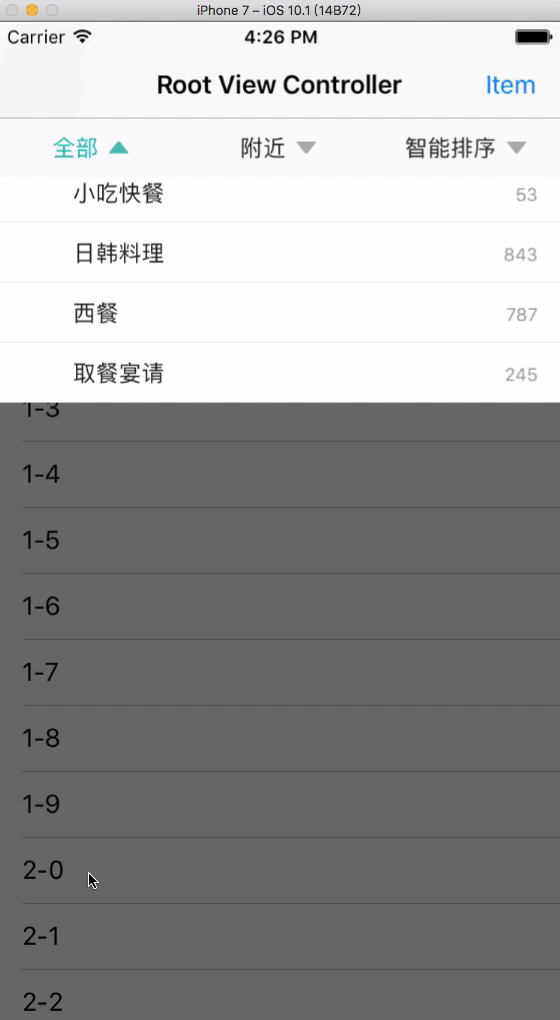 iPhone 7 – iOS 10.1 (14B72)
Carrier 4:26 PM
Root View Controller Item
全部 附近 智能排序
小吃快餐 53
日韩料理 843
西餐 787
取餐宴请 245
1-3
1-4
1-5
1-6
1-7
1-8
1-9
2-0
2-1
2-2